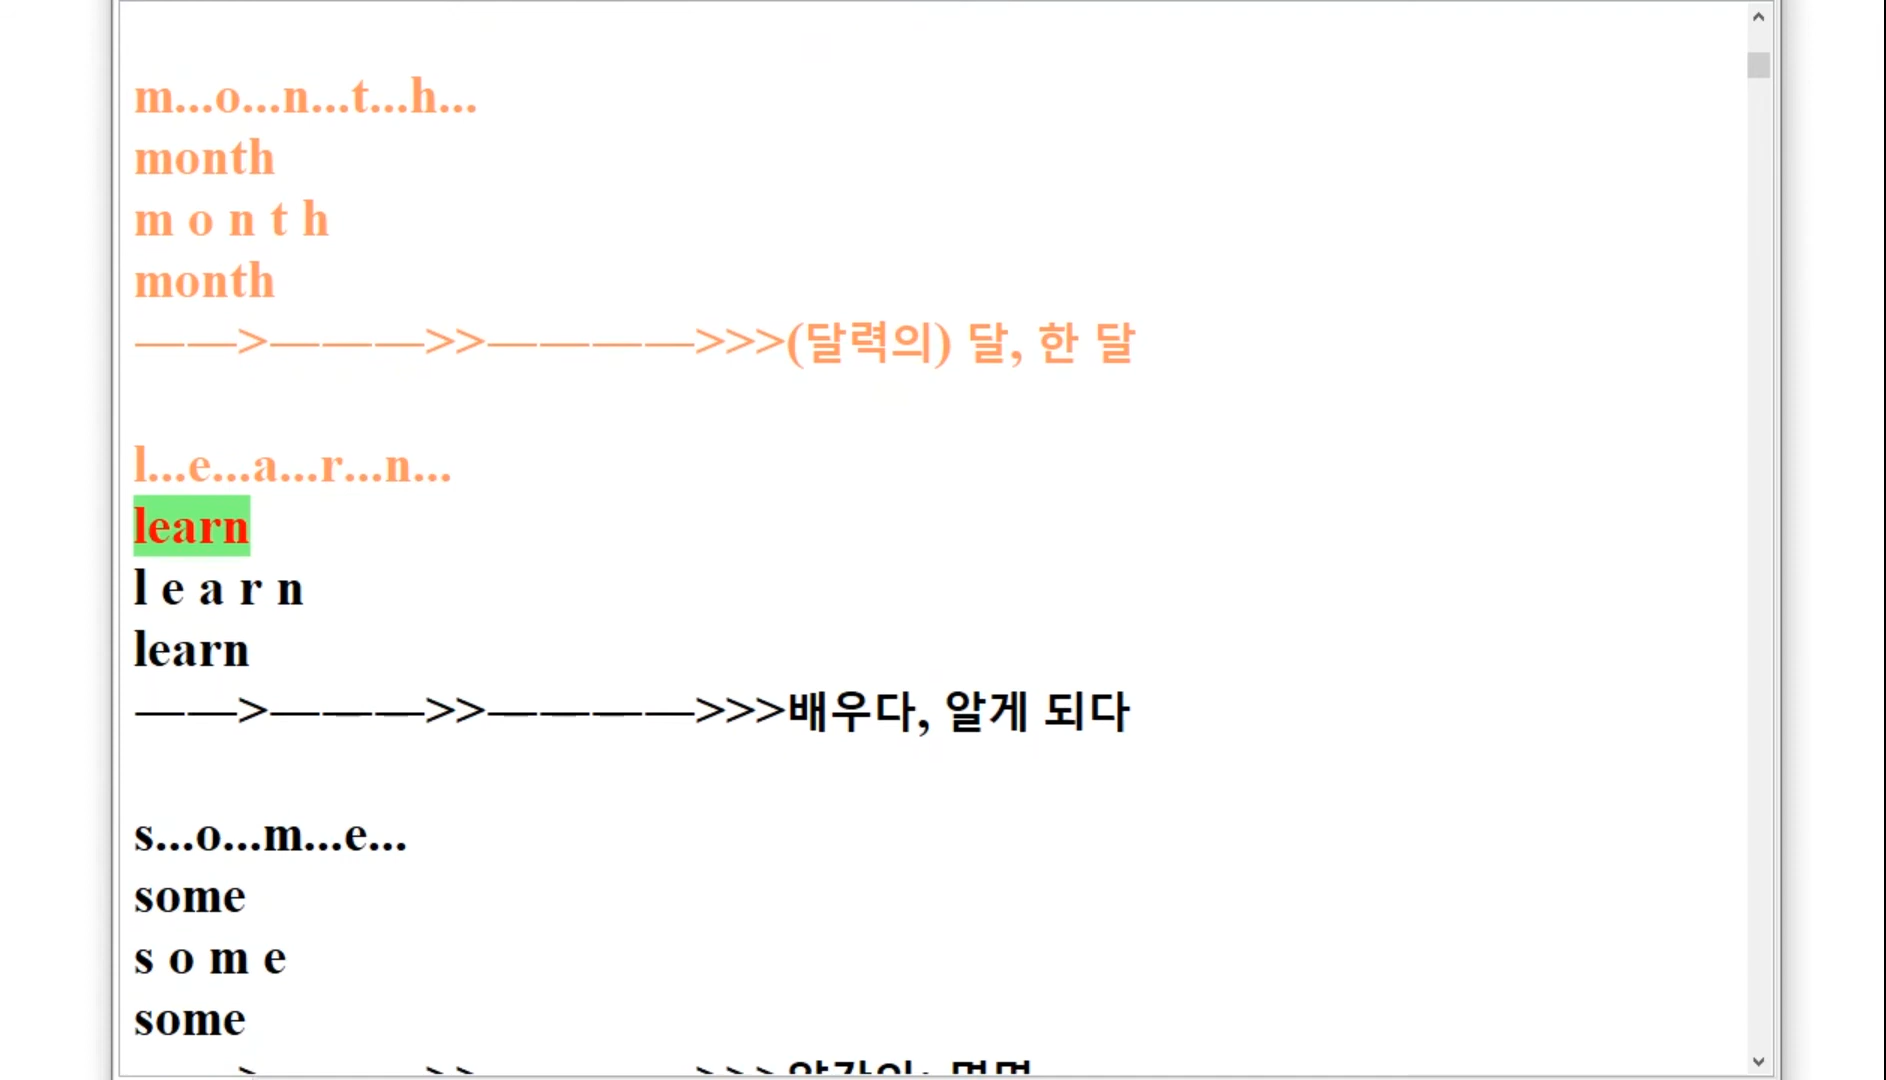 m...o...n...t...h...
month
m o n t h
month
——>———>>————>>>(달력의) 달, 한 달
l...e...a...r...n...
learn
l e a r n
learn
——>———>>————>>>배우다, 알게 되다
s...o...m...e...
some
s o m e
some